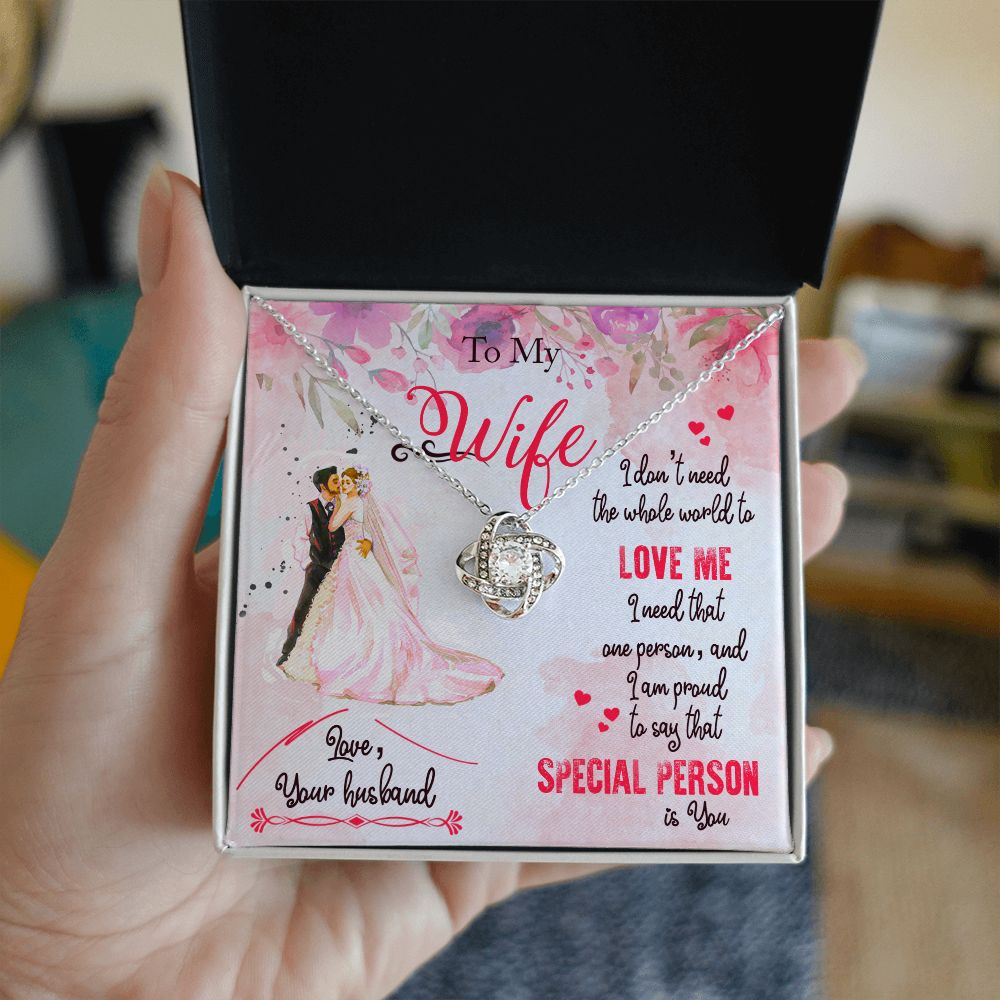 To My
Wife
I don't need
the whole world to
LOVE ME
I need that
one person, and
I am proud
to say that
SPECIAL PERSON
is You
Love,
Your husband